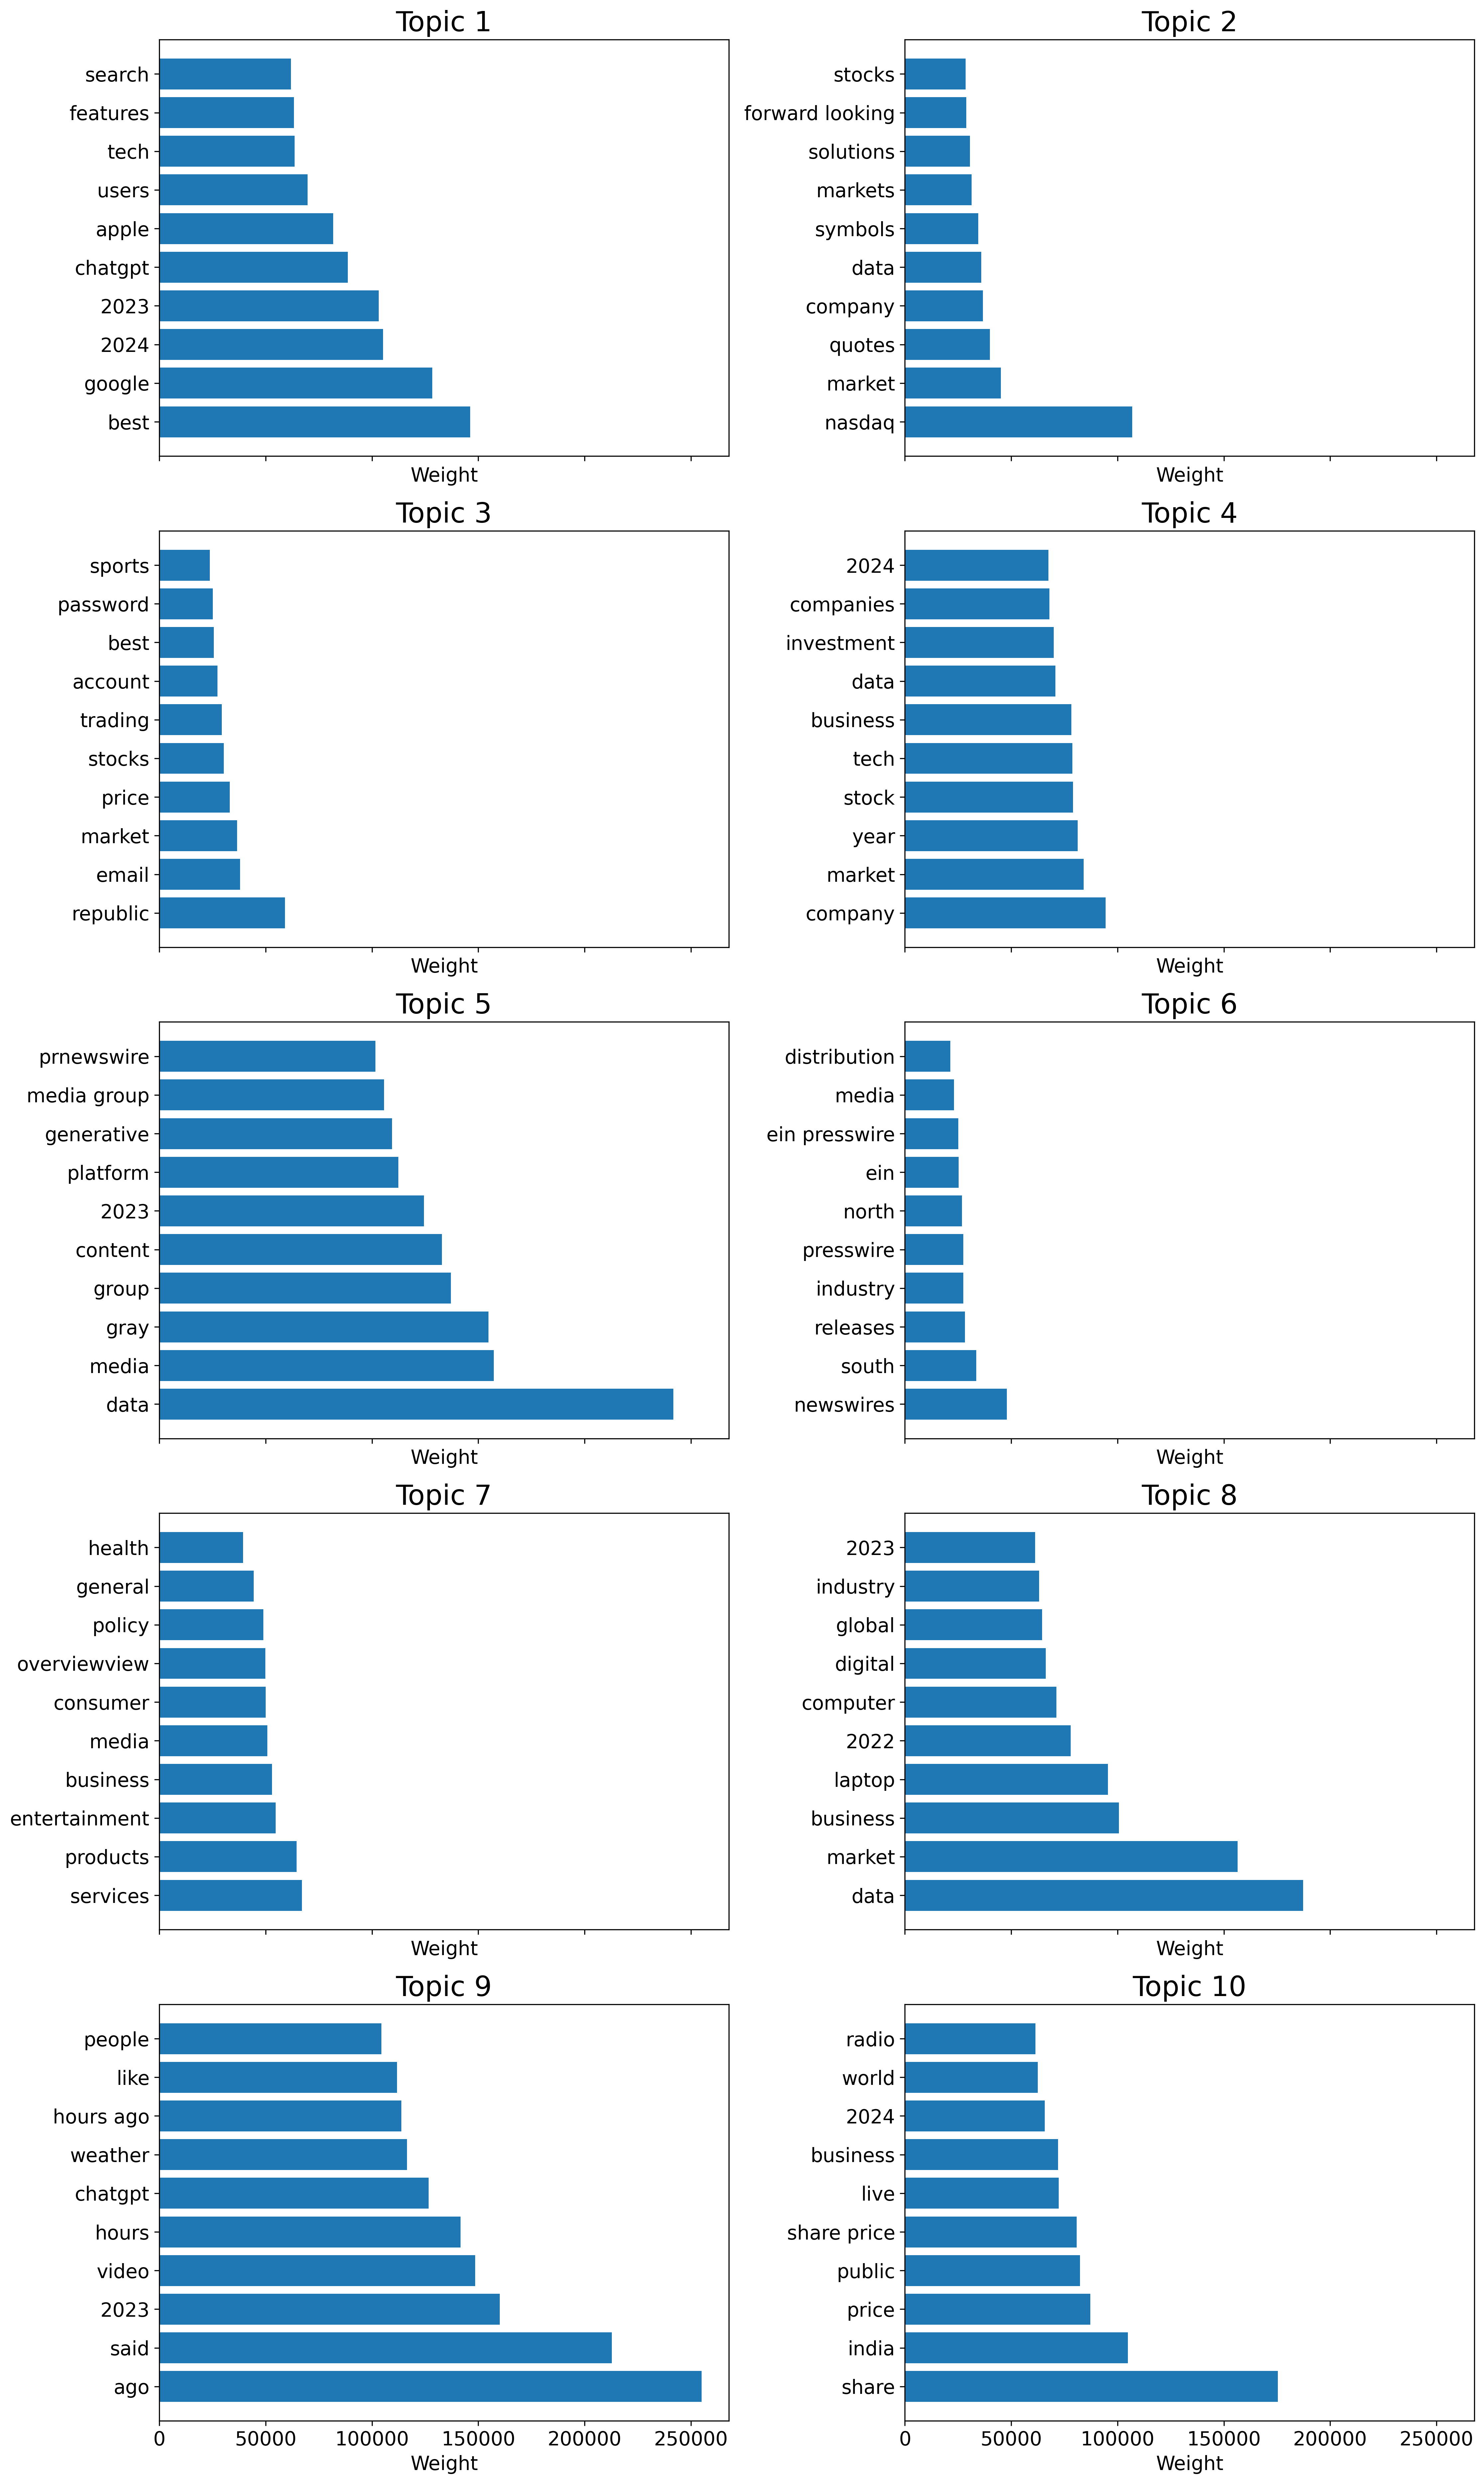 Topic 1
search
features
tech
users
apple
chatgpt
2023
2024
google
best
Weight
Topic 2
stocks
forward looking
solutions
markets
symbols
data
company
quotes
market
nasdaq
Weight
Topic 3
sports
password
best
account
trading
stocks
price
market
email
republic
Weight
Topic 4
2024
companies
investment
data
business
tech
stock
year
market
company
Weight
Topic 5
prnewswire
media group
generative
platform
2023
content
group
gray
media
data
Weight
Topic 6
distribution
media
ein presswire
ein
north
presswire
industry
releases
south
newswires
Weight
Topic 7
health
general
policy
overviewview
consumer
media
business
entertainment
products
services
Weight
Topic 8
2023
industry
global
digital
computer
2022
laptop
business
market
data
Weight
Topic 9
people
like
hours ago
weather
chatgpt
hours
video
2023
said
ago
0 50000 100000 150000 200000 250000
Weight
Topic 10
radio
world
2024
business
live
share price
public
price
india
share
0 50000 100000 150000 200000 250000
Weight